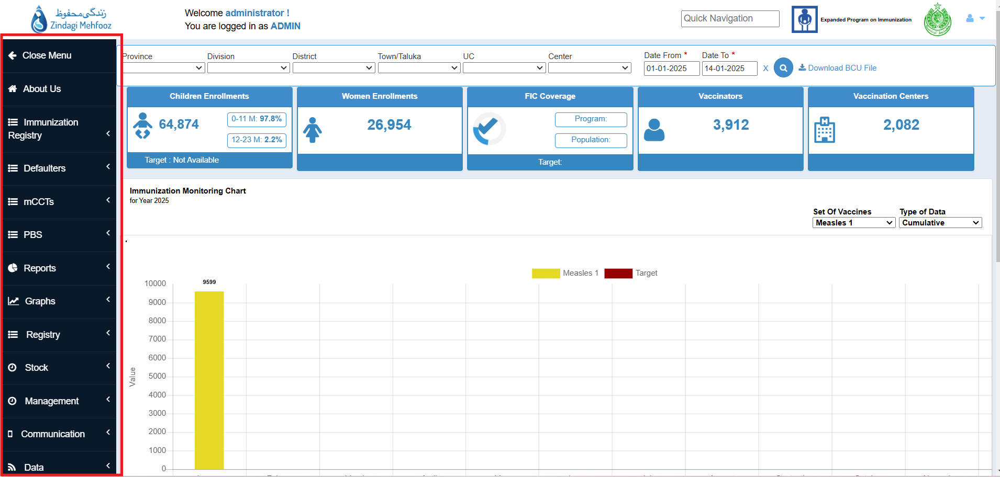 زندگی محفوظ
Zindagi Mehfooz
Welcome administrator !
You are logged in as ADMIN
Quick Navigation
Expanded Program on Immunization
Close Menu
About Us
Immunization
Registry
Defaulters
mCCTs
PBS
Reports
Graphs
Registry
Stock
Management
Communication
Data
Province
Division
District
Town/Taluka
UC
Center
Date From *
Date To *
01-01-2025
14-01-2025
X
Download BCU File
Children Enrollments
64,874
0-11 M: 97.8%
12-23 M: 2.2%
Target : Not Available
Women Enrollments
26,954
FIC Coverage
Program:
Population:
Target:
Vaccinators
3,912
Vaccination Centers
2,082
Immunization Monitoring Chart
for Year 2025
Set Of Vaccines
Type of Data
Measles 1
Cumulative
Measles 1
Target
9599
10000
9000
8000
7000
6000
5000
4000
3000
2000
1000
0
Value